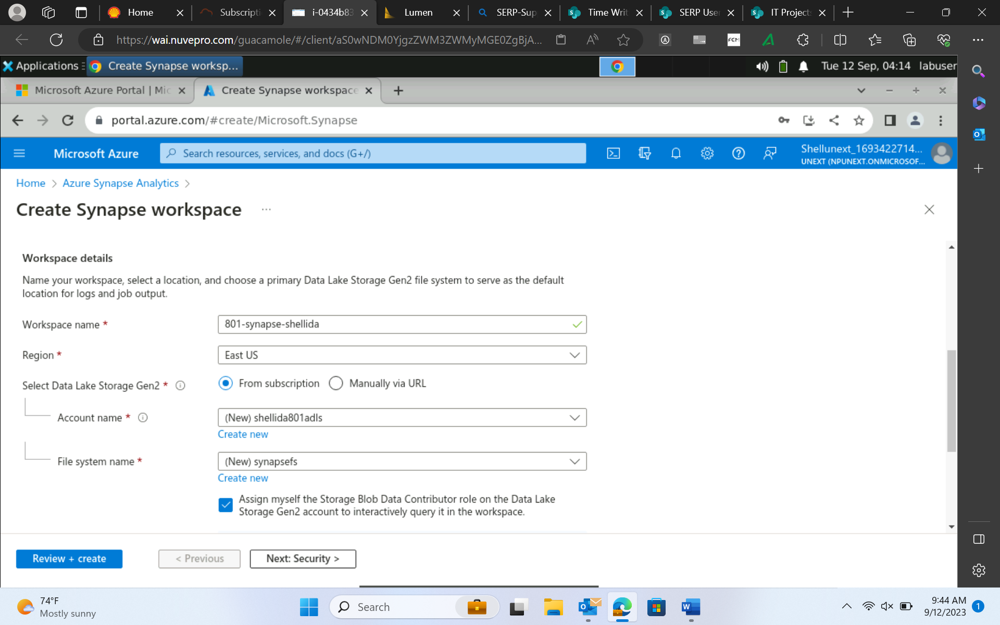 Home
Subscripti
i-0434b83
Lumen
SERP-Sup
Time Writ
SERP User
IT Projects
https://wai.nuvepro.com/guacamole/#/client/aS0wNDM0YjgzZWM3ZWMyMGE0ZgBjA...
FCM
Applications
Create Synapse worksp...
Tue 12 Sep, 04:14 labuser
Microsoft Azure Portal | Mic
Create Synapse workspace
portal.azure.com/#create/Microsoft.Synapse
Microsoft Azure
Search resources, services, and docs (G+/)
Shellunext_1693422714...
UNEXT (NPUNEXT.ONMICROSOF...
Home > Azure Synapse Analytics >
Create Synapse workspace ...
Workspace details
Name your workspace, select a location, and choose a primary Data Lake Storage Gen2 file system to serve as the default
location for logs and job output.
Workspace name *
801-synapse-shellida
Region *
East US
Select Data Lake Storage Gen2 *
From subscription
Manually via URL
Account name *
(New) shellida801adls
Create new
File system name *
(New) synapsefs
Create new
Assign myself the Storage Blob Data Contributor role on the Data Lake
Storage Gen2 account to interactively query it in the workspace.
Review + create
< Previous
Next: Security >
74°F
Mostly sunny
Search
9:44 AM
9/12/2023
1